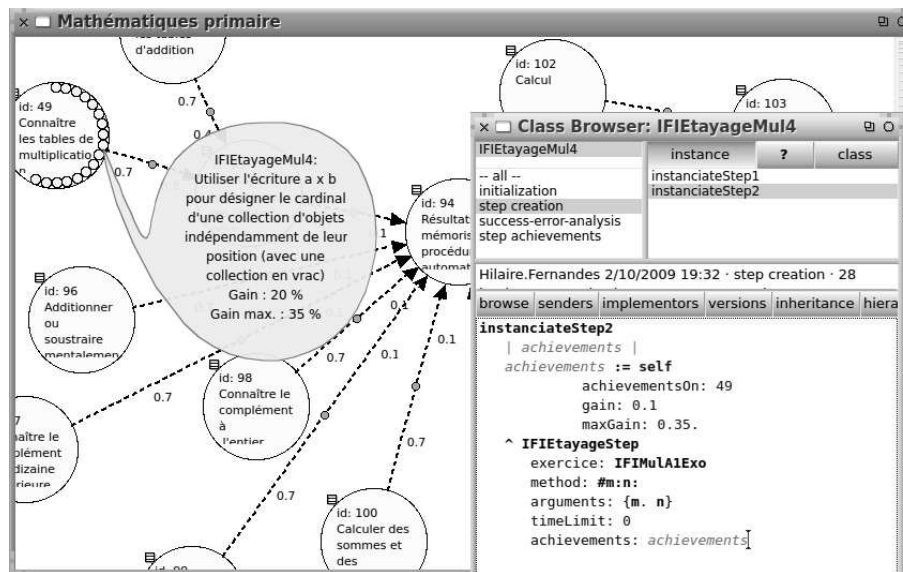 Mathématiques primaire
d'addition
id: 49
Connaître
les tables de
multiplicatio
n
0.7
0.7
id: 102
Calcul
id: 103
IFIEtayageMul4:
Utiliser l'écriture a x b
pour désigner le cardinal
d'une collection d'objets
indépendamment de leur
position (avec une
collection en vrac)
Gain : 20 %
Gain max. : 35 %
id: 94
Résultat
mémoris
procédu
automat
id: 96
Additionner
ou
soustraire
mentalemen
0.1
0.7
0.1
0.1
0.7
id: 98
Connaître le
complément
à
l'entier
0.7
0.7
id: 100
Calculer des
sommes et
des
aître le
plément
dizaine
rieure
Class Browser: IFIEtayageMul4
IFIEtayageMul4
instance ? class
-- all --
initialization
step creation
success-error-analysis
step achievements
instanciateStep1
instanciateStep2
Hilaire.Fernandes 2/10/2009 19:32 · step creation · 28
browse senders implementors versions inheritance hiera
instanciateStep2
| achievements |
achievements := self
achievementsOn: 49
gain: 0.1
maxGain: 0.35.
^ IFIEtayageStep
exercice: IFIMulA1Exo
method: #m:n:
arguments: {m. n}
timeLimit: 0
achievements: achievements